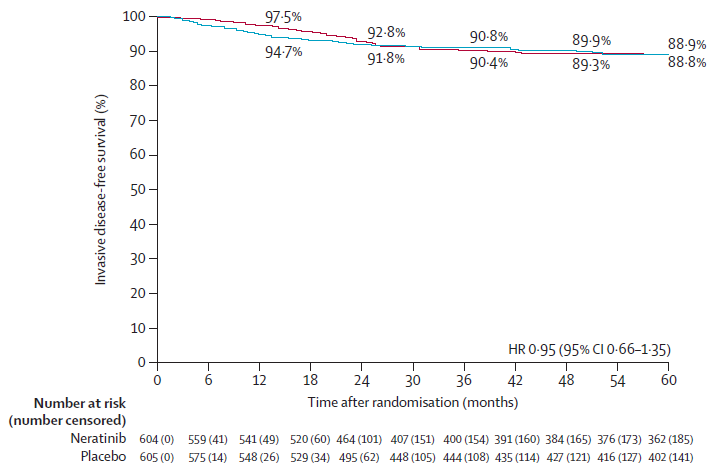 100
90
80
70
60
50
40
30
20
10
0
Invasive disease-free survival (%)
97·5%
94·7%
92·8%
91·8%
90·8%
90·4%
89·9%
89·3%
88·9%
88·8%
HR 0·95 (95% CI 0·66–1·35)
0 6 12 18 24 30 36 42 48 54 60
Time after randomisation (months)
Number at risk
(number censored)
Neratinib 604 (0) 559 (41) 541 (49) 520 (60) 464 (101) 407 (151) 400 (154) 391 (160) 384 (165) 376 (173) 362 (185)
Placebo 605 (0) 575 (14) 548 (26) 529 (34) 495 (62) 448 (105) 444 (108) 435 (114) 427 (121) 416 (127) 402 (141)